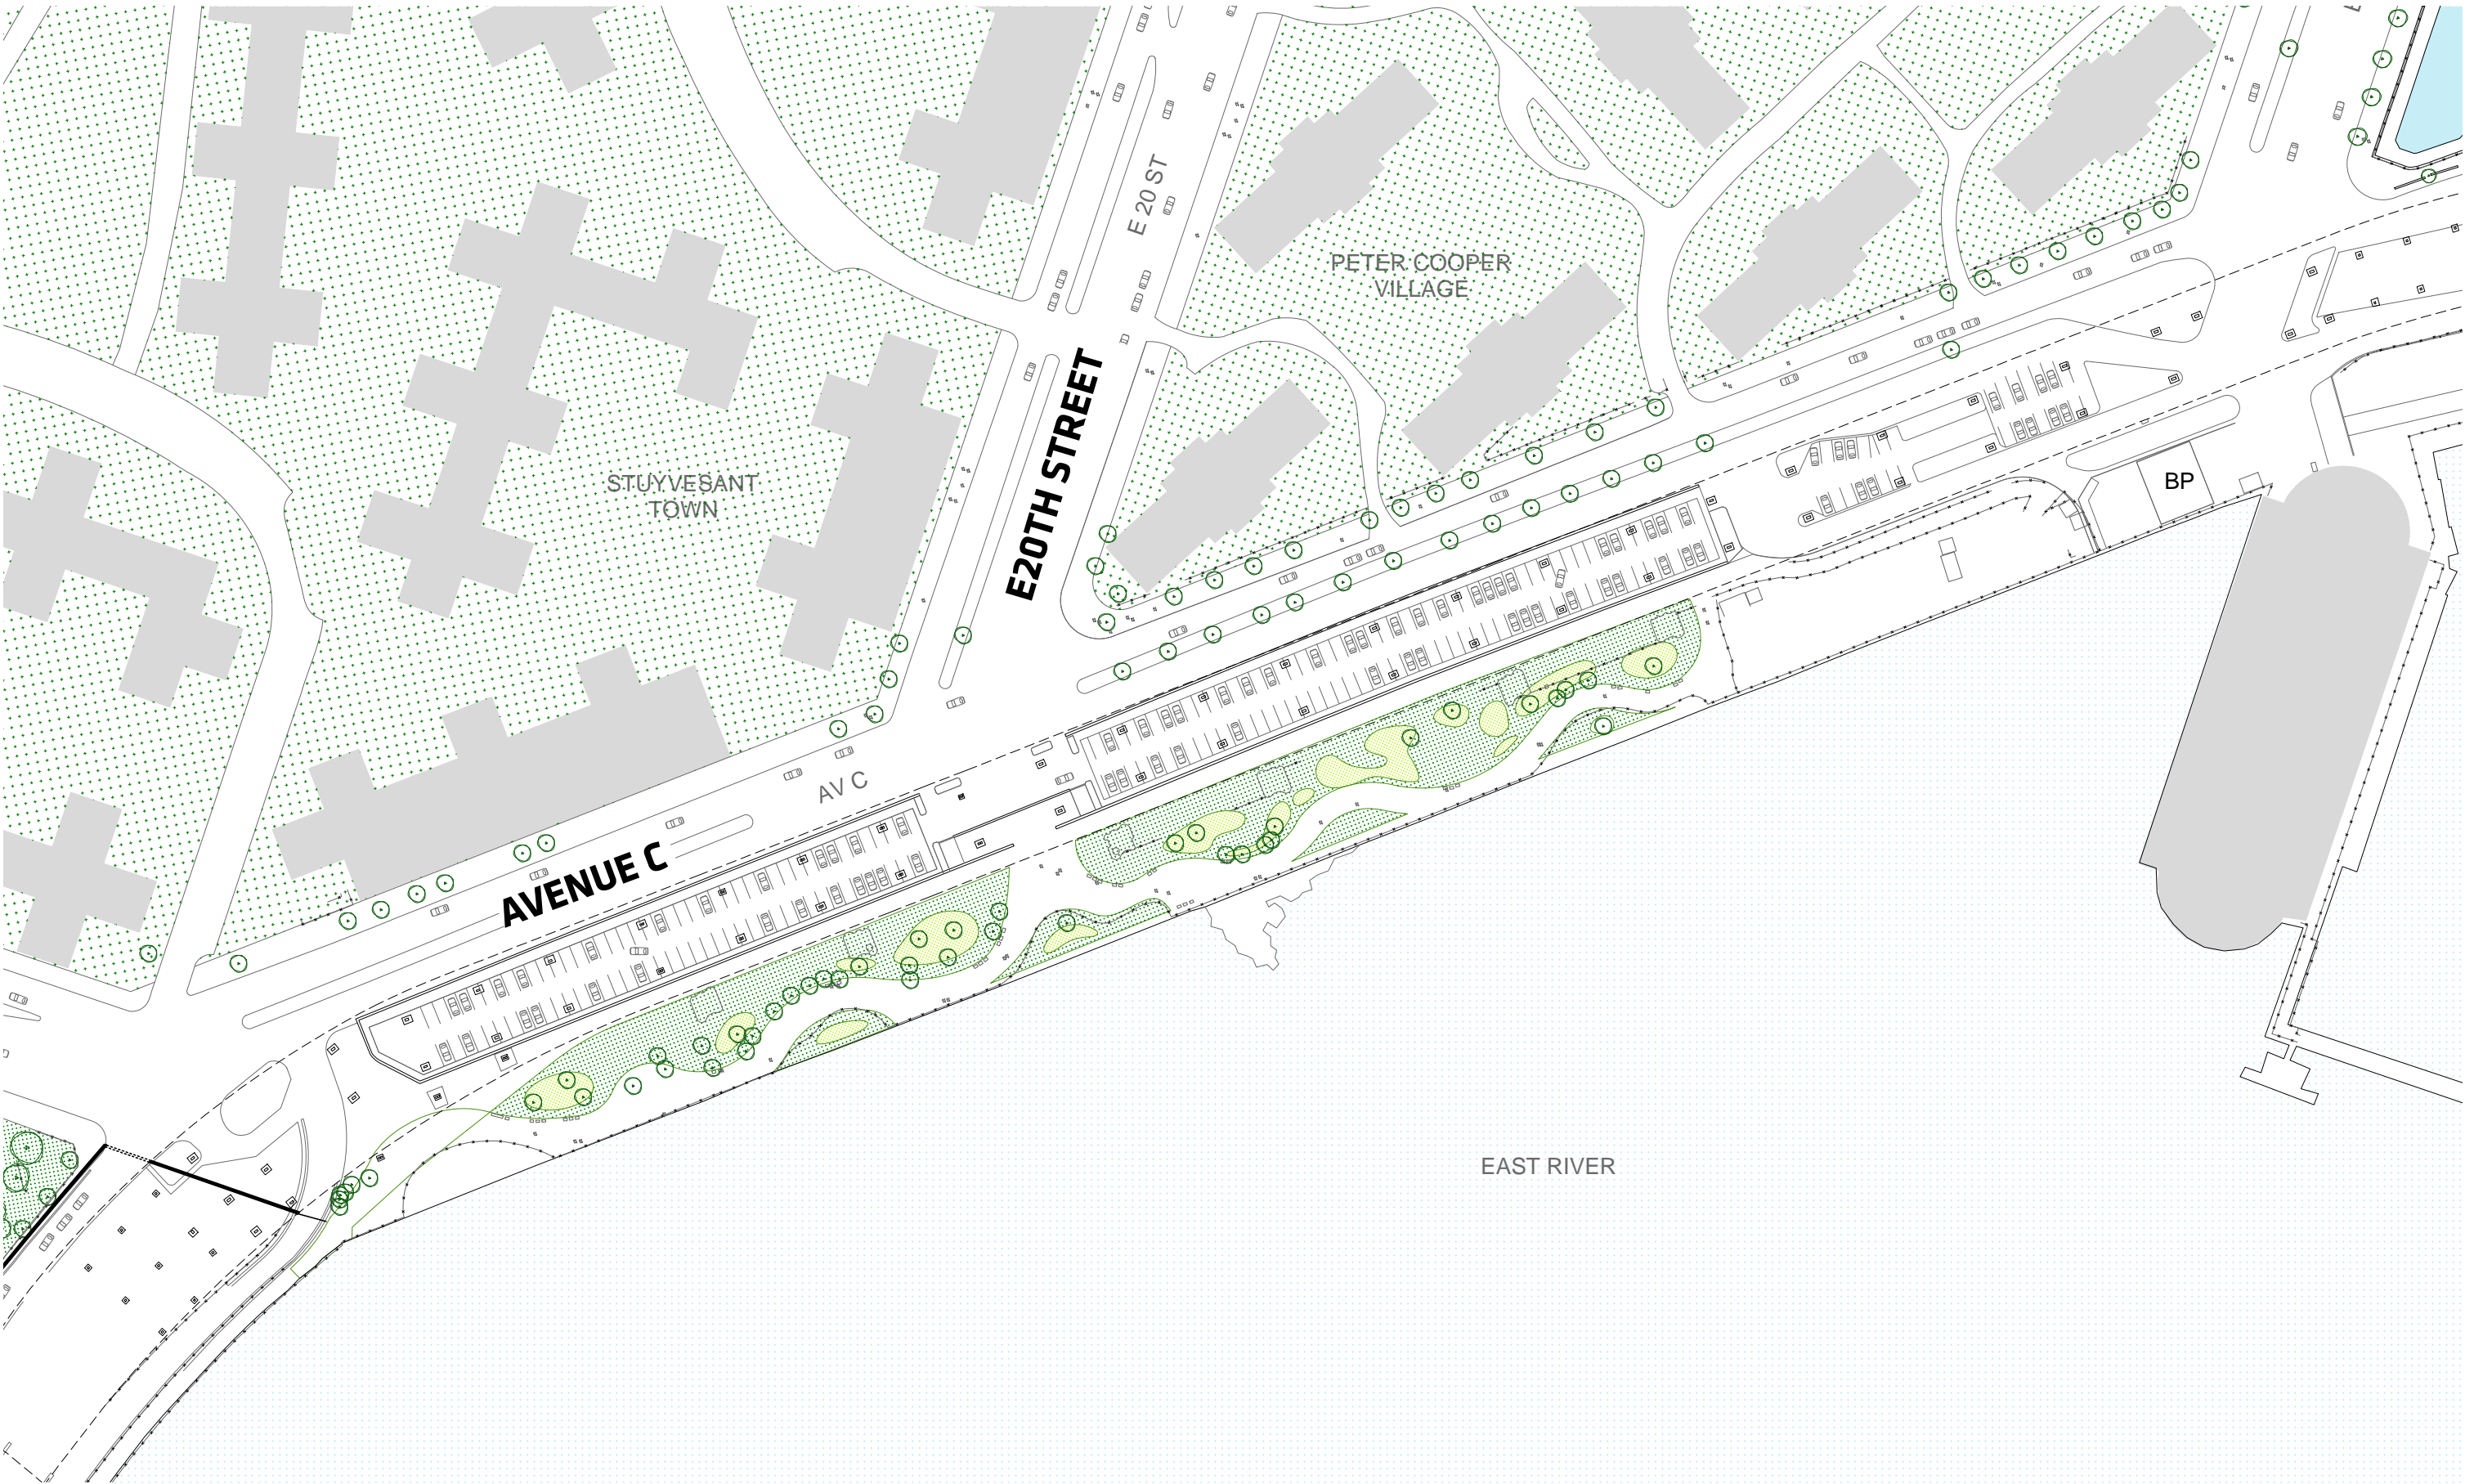 E 20 ST
PETER COOPER
VILLAGE
E20TH STREET
STUYVESANT
TOWN
BP
AV C
AVENUE C
EAST RIVER